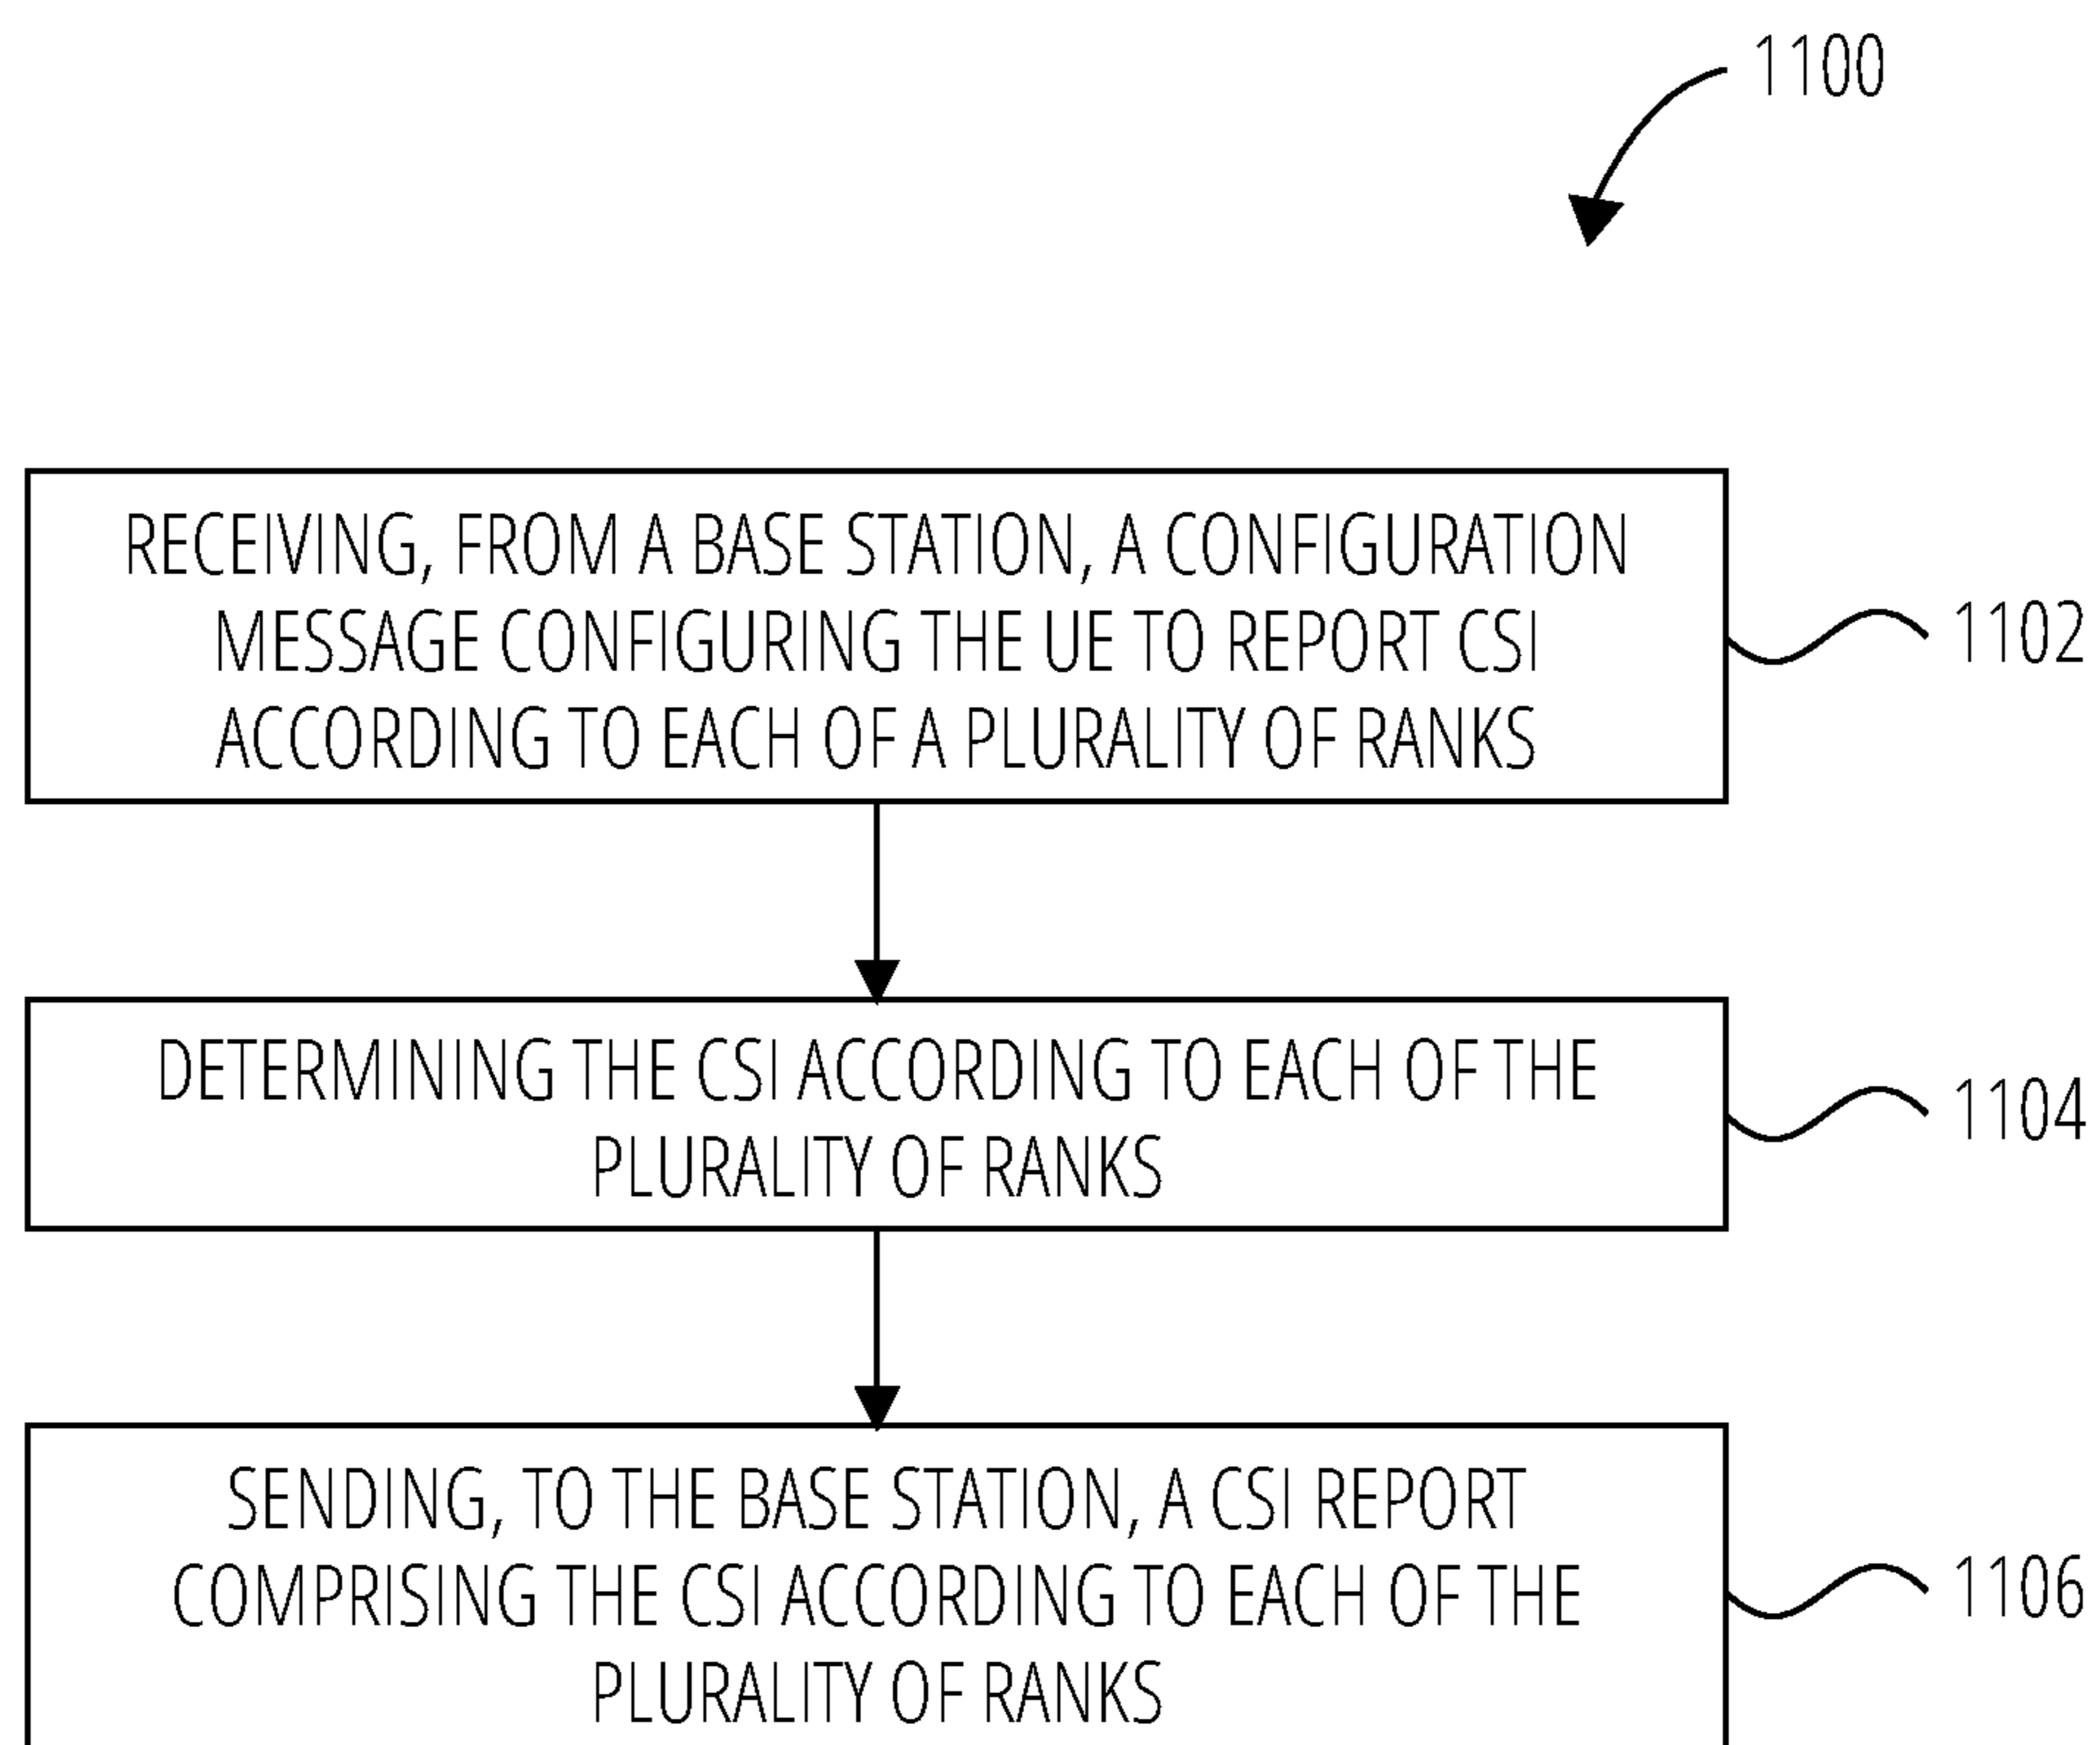 1100
RECEIVING, FROM A BASE STATION, A CONFIGURATION
MESSAGE CONFIGURING THE UE TO REPORT CSI
ACCORDING TO EACH OF A PLURALITY OF RANKS
1102
DETERMINING THE CSI ACCORDING TO EACH OF THE
PLURALITY OF RANKS
1104
SENDING, TO THE BASE STATION, A CSI REPORT
COMPRISING THE CSI ACCORDING TO EACH OF THE
PLURALITY OF RANKS
1106